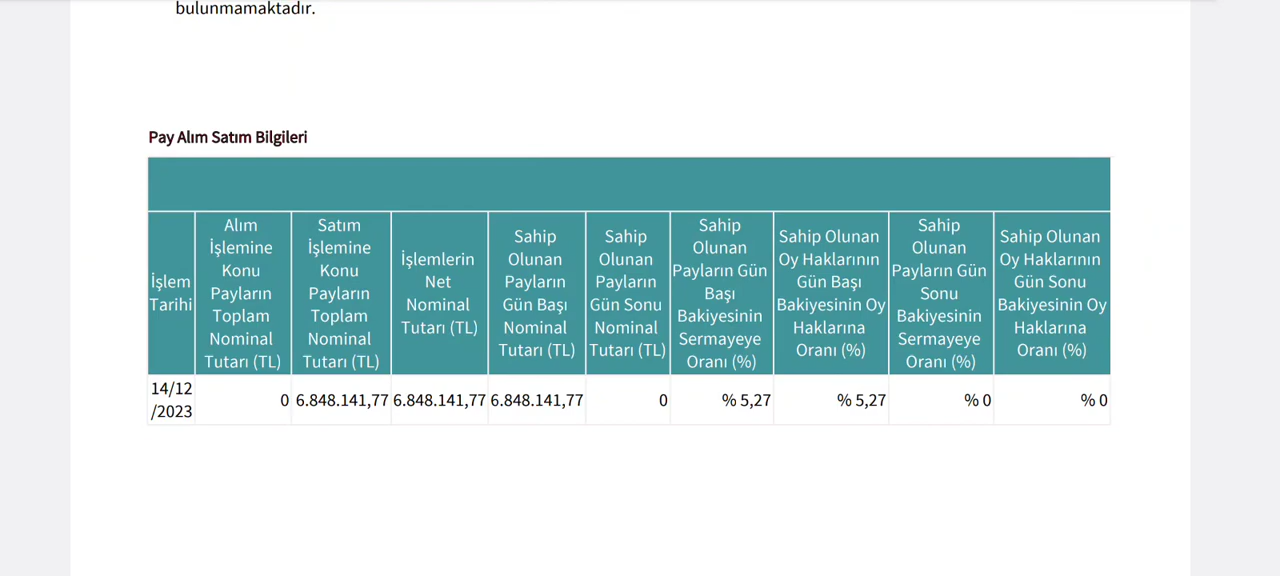 bulunmamaktadır.
Pay Alım Satım Bilgileri
İşlem
Tarihi
Alım
İşlemine
Konu
Payların
Toplam
Nominal
Tutarı (TL)
Satım
İşlemine
Konu
Payların
Toplam
Nominal
Tutarı (TL)
İşlemlerin
Net
Nominal
Tutarı (TL)
Sahip
Olunan
Payların
Gün Başı
Nominal
Tutarı (TL)
Sahip
Olunan
Payların
Gün Sonu
Nominal
Tutarı (TL)
Sahip
Olunan
Payların Gün
Başı
Bakiyesinin
Sermayeye
Oranı (%)
Sahip Olunan
Oy Haklarının
Gün Başı
Bakiyesinin Oy
Haklarına
Oranı (%)
Sahip
Olunan
Payların Gün
Sonu
Bakiyesinin
Sermayeye
Oranı (%)
Sahip Olunan
Oy Haklarının
Gün Sonu
Bakiyesinin Oy
Haklarına
Oranı (%)
14/12
/2023
0
6.848.141,77
6.848.141,77
6.848.141,77
0
% 5,27
% 5,27
% 0
% 0